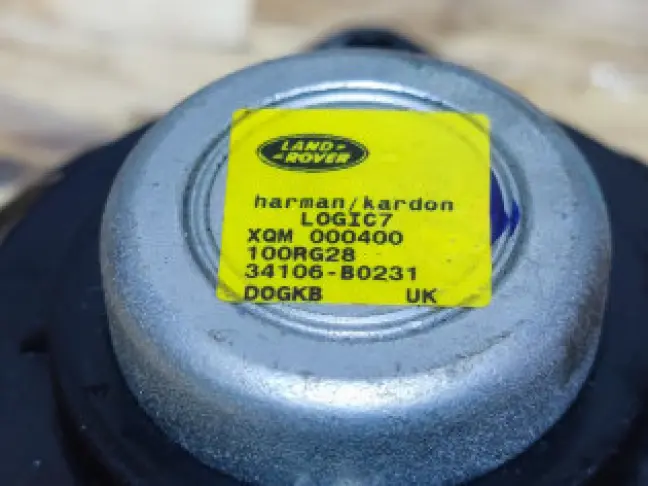 LAND-
-ROVER
harman/kardon
LOGIC7
XQM 000400
100RG28
34106-B0231
DOGKB UK